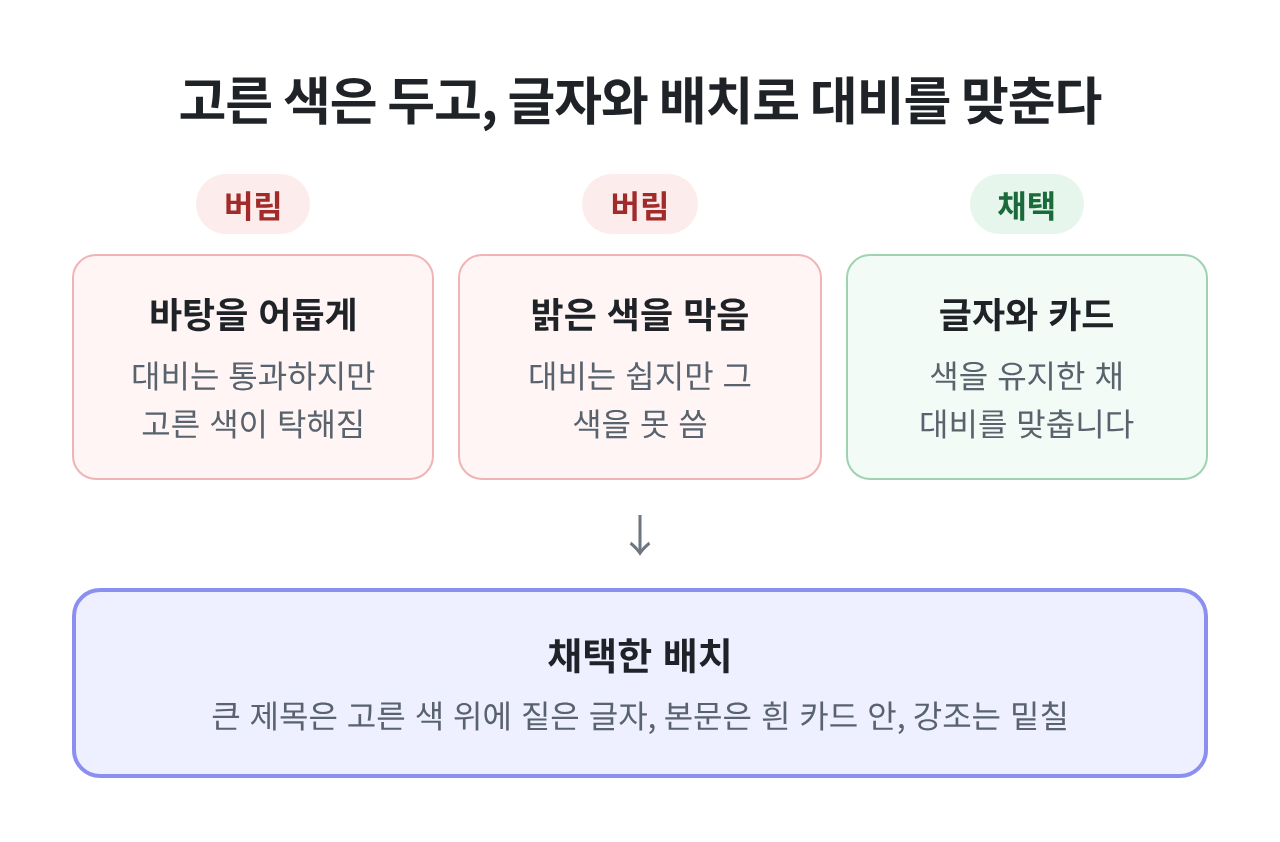 고른 색은 두고, 글자와 배치로 대비를 맞춘다
버림
바탕을 어둡게
대비는 통과하지만
고른 색이 탁해짐
버림
밝은 색을 막음
대비는 쉽지만 그
색을 못 씀
채택
글자와 카드
색을 유지한 채
대비를 맞춥니다
↓
채택한 배치
큰 제목은 고른 색 위에 짙은 글자, 본문은 흰 카드 안, 강조는 밑칠